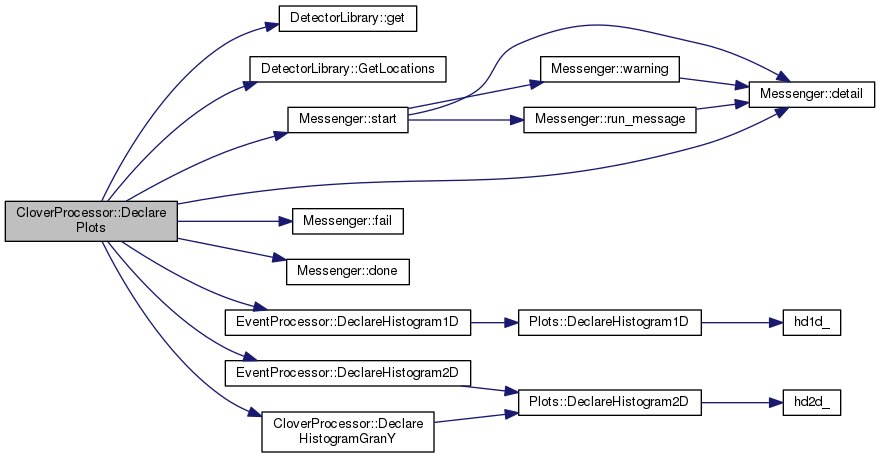 DetectorLibrary::get
DetectorLibrary::GetLocations
Messenger::warning
Messenger::detail
Messenger::start
Messenger::run_message
CloverProcessor::Declare
Plots
Messenger::fail
Messenger::done
EventProcessor::DeclareHistogram1D
Plots::DeclareHistogram1D
hd1d_
EventProcessor::DeclareHistogram2D
Plots::DeclareHistogram2D
hd2d_
CloverProcessor::Declare
HistogramGranY